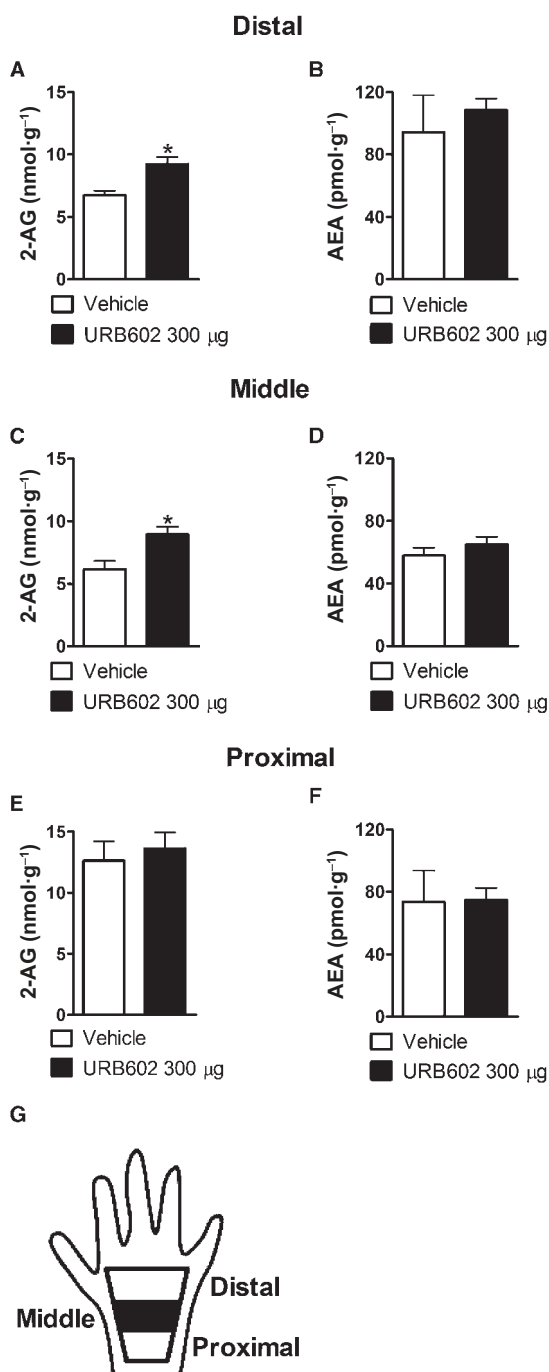 Distal
A
B
2-AG (nmol·g⁻¹)
15
10
5
0
*
Vehicle
URB602 300 µg
AEA (pmol·g⁻¹)
120
80
40
0
Vehicle
URB602 300 µg
Middle
C
D
2-AG (nmol·g⁻¹)
15
10
5
0
*
Vehicle
URB602 300 µg
AEA (pmol·g⁻¹)
120
80
40
0
Vehicle
URB602 300 µg
Proximal
E
F
2-AG (nmol·g⁻¹)
15
10
5
0
Vehicle
URB602 300 µg
AEA (pmol·g⁻¹)
120
80
40
0
Vehicle
URB602 300 µg
G
Distal
Middle
Proximal